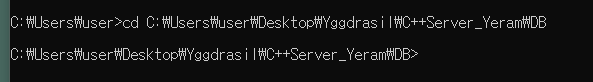 C:₩Users₩user>cd C:₩Users₩user₩Desktop₩Yggdrasil₩C++Server_Yeram₩DB
C:₩Users₩user₩Desktop₩Yggdrasil₩C++Server_Yeram₩DB>